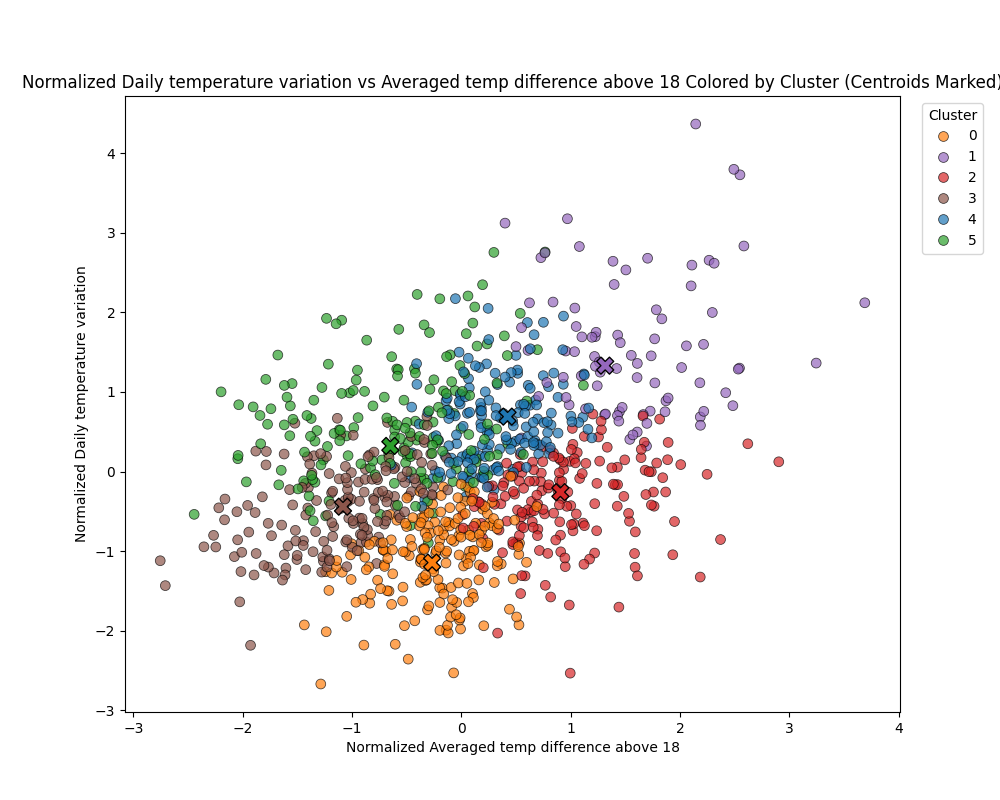 Normalized Daily temperature variation vs Averaged temp difference above 18 Colored by Cluster (Centroids Marked)
Cluster
0
1
2
3
4
5
Normalized Daily temperature variation
4
3
2
1
0
−1
−2
−3
−3 −2 −1 0 1 2 3 4
Normalized Averaged temp difference above 18